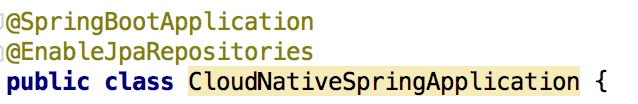 @SpringBootApplication
@EnableJpaRepositories
public class CloudNativeSpringApplication {